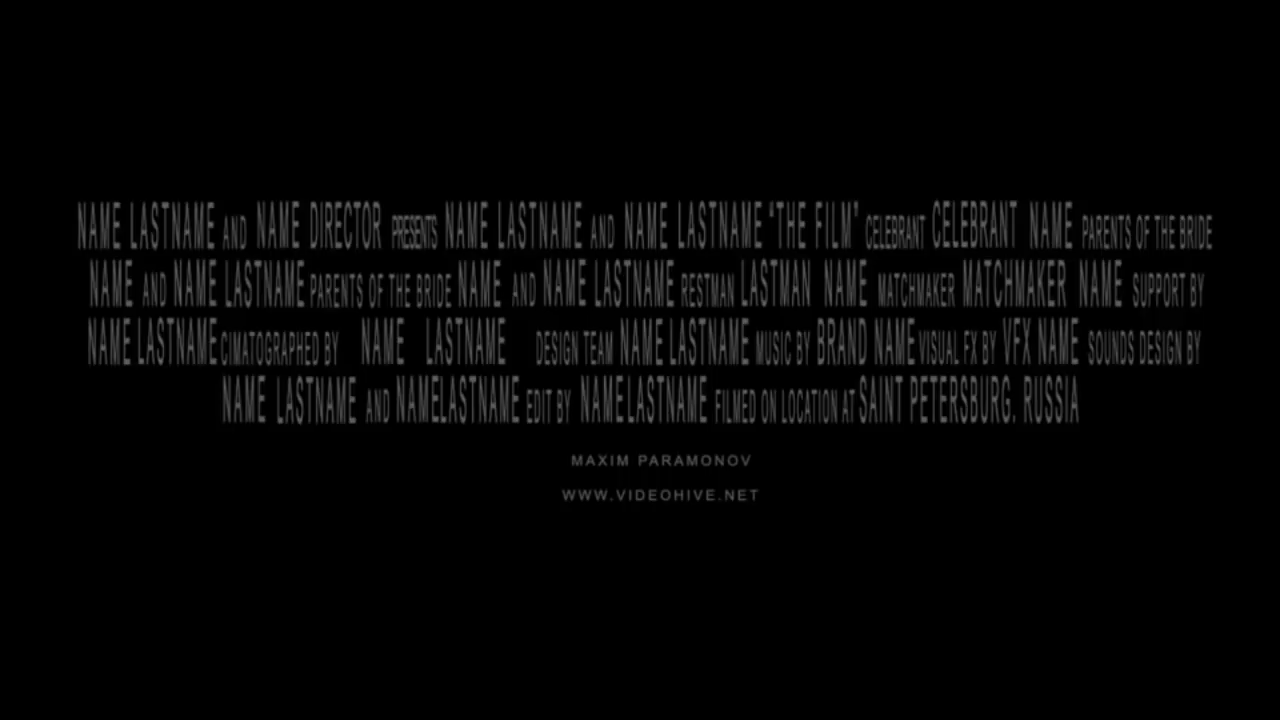 NAME LASTNAME AND NAME DIRECTOR PRESENTS NAME LASTNAME AND NAME LASTNAME "THE FILM" CELEBRANT CELEBRANT NAME PARENTS OF THE BRIDE
NAME AND NAME LASTNAME PARENTS OF THE BRIDE NAME AND NAME LASTNAME RESTMAN LASTMAN NAME MATCHMAKER MATCHMAKER NAME SUPPORT BY
NAME LASTNAME CIMATOGRAPHED BY NAME LASTNAME DESIGN TEAM NAME LASTNAME MUSIC BY BRAND NAME VISUAL FX BY VFX NAME SOUNDS DESIGN BY
NAME LASTNAME AND NAMELASTNAME EDIT BY NAMELASTNAME FILMED ON LOCATION AT SAINT PETERSBURG. RUSSIA
MAXIM PARAMONOV
WWW.VIDEOHIVE.NET